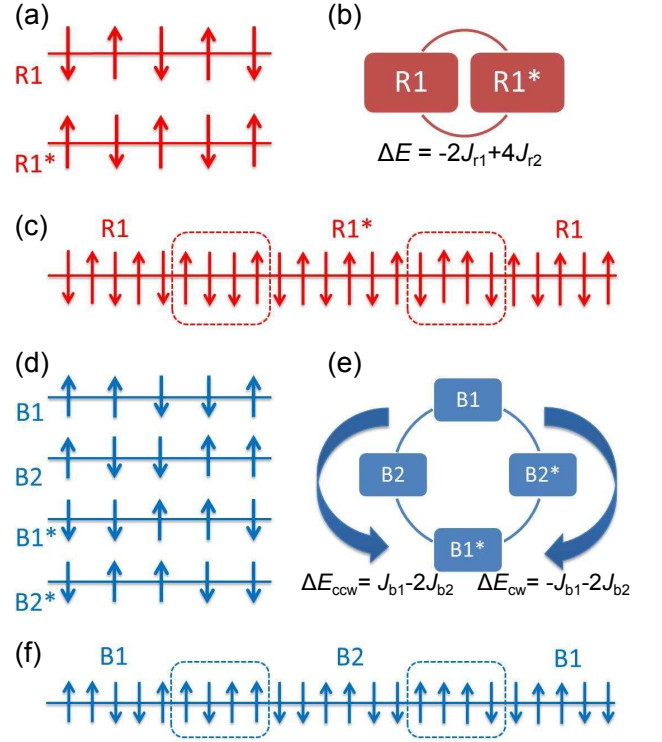 (a)
R1
R1*
(b)
R1 R1*
ΔE = -2Jr1+4Jr2
(c)
R1 R1* R1
(d)
B1
B2
B1*
B2*
(e)
B1
B2 B2*
B1*
ΔEccw= Jb1-2Jb2 ΔEcw= -Jb1-2Jb2
(f)
B1 B2 B1